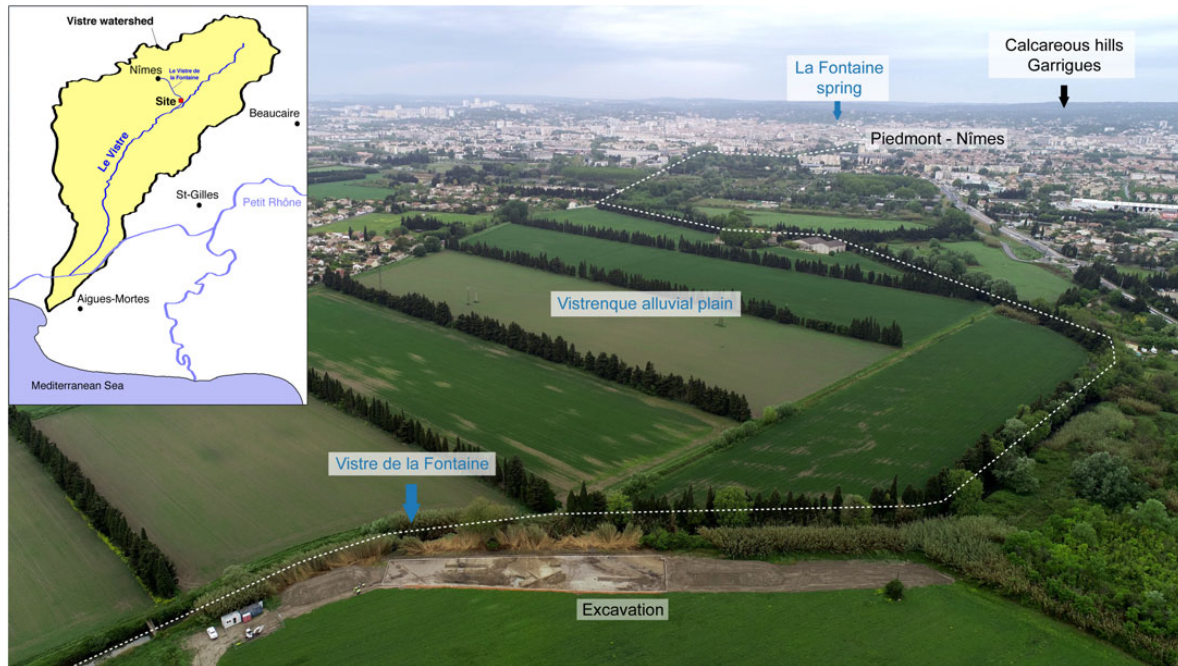 Vistre watershed
Nîmes
Le Vistre
de la
Fontaine
Site
Beaucaire
Le Vistre
St-Gilles
Petit Rhône
Aigues-Mortes
Mediterranean Sea
La Fontaine
spring
Calcareous hills
Garrigues
Piedmont - Nîmes
Vistrenque alluvial plain
Vistre de la Fontaine
Excavation